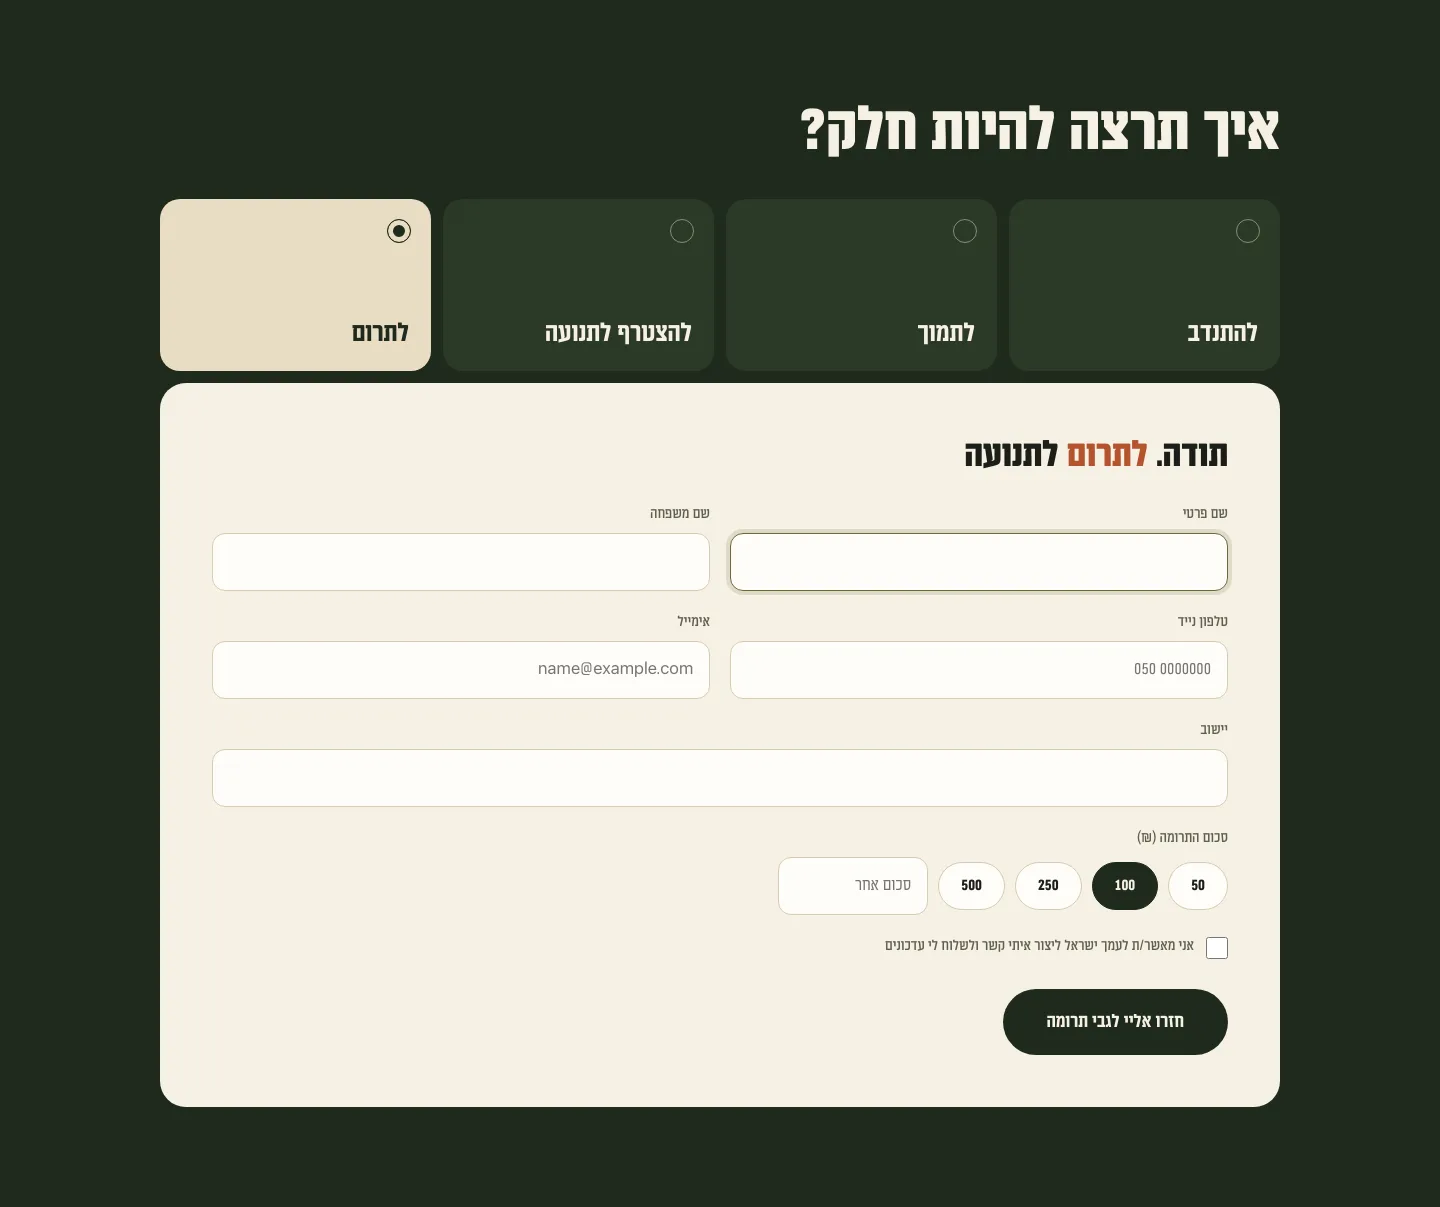 איך תרצה להיות חלק?
להתנדב
לתמוך
להצטרף לתנועה
לתרום
תודה. לתרום לתנועה
שם פרטי
שם משפחה
טלפון נייד
אימייל
050 0000000
name@example.com
יישוב
סכום התרומה (₪)
50
100
250
500
סכום אחר
אני מאשר/ת לעמך ישראל ליצור איתי קשר ולשלוח לי עדכונים
חזרו אליי לגבי תרומה